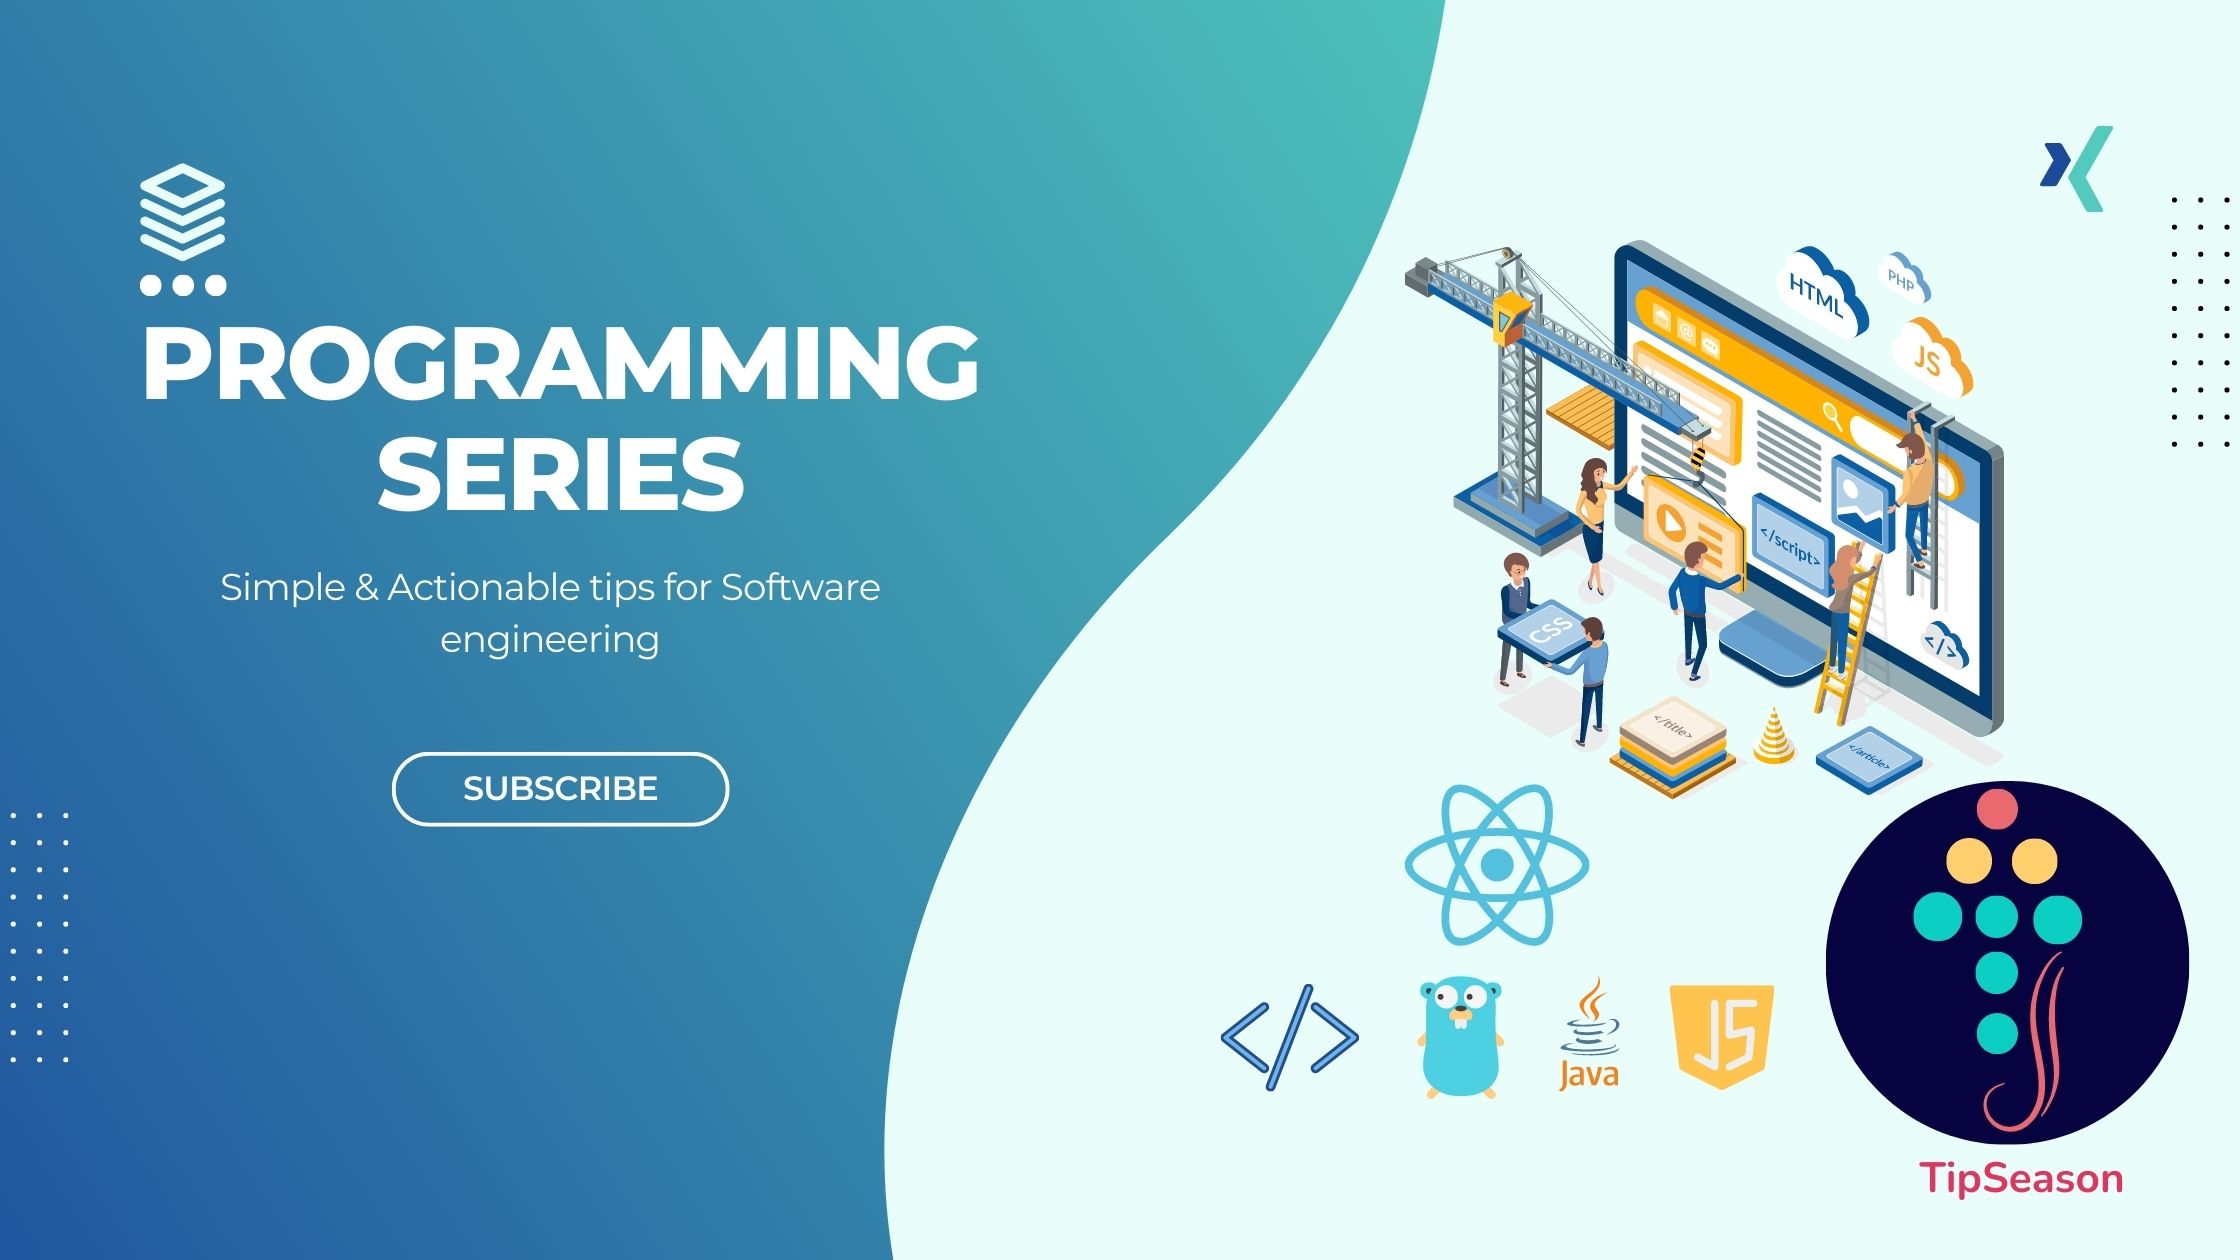 PROGRAMMING
SERIES
Simple & Actionable tips for Software
engineering
SUBSCRIBE
HTML
PHP
JS
</script>
CSS
</>
</title>
</article>
</>
Java
JS
TipSeason